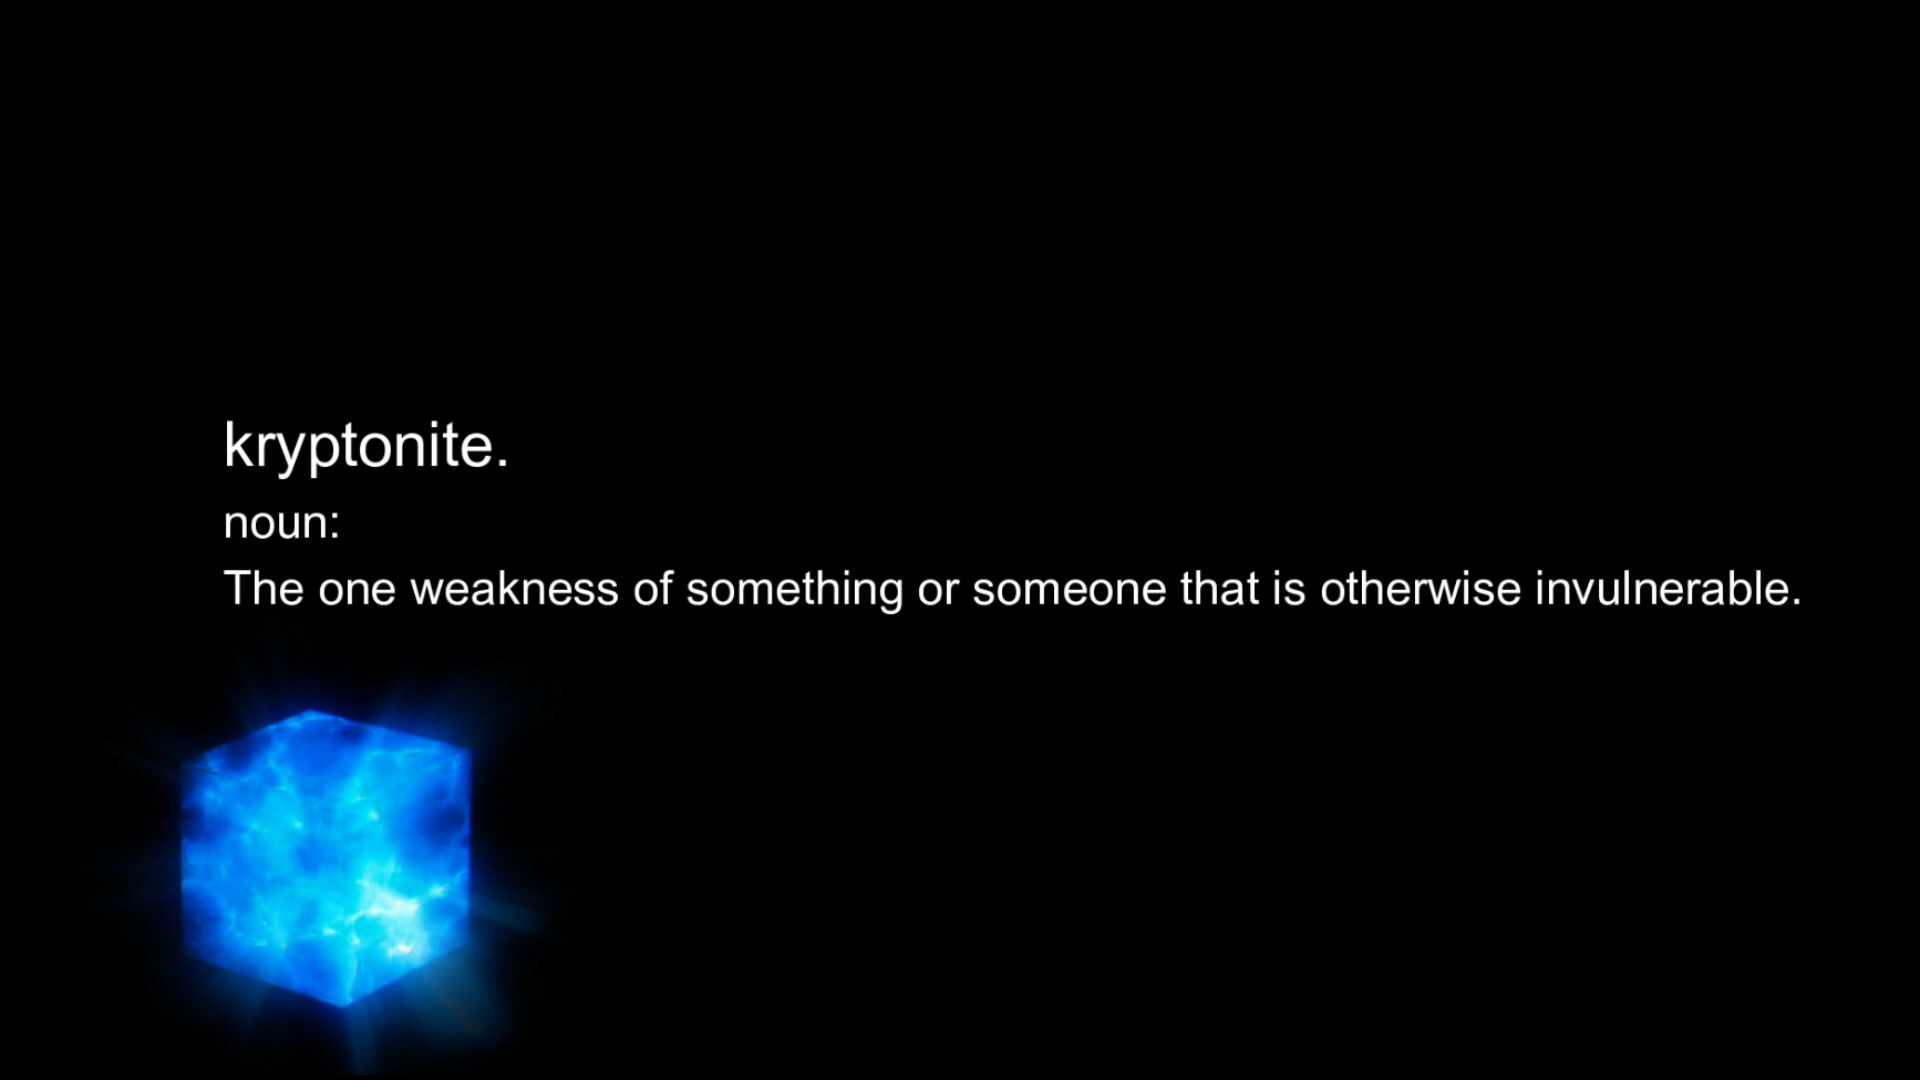 kryptonite.
noun:
The one weakness of something or someone that is otherwise invulnerable.